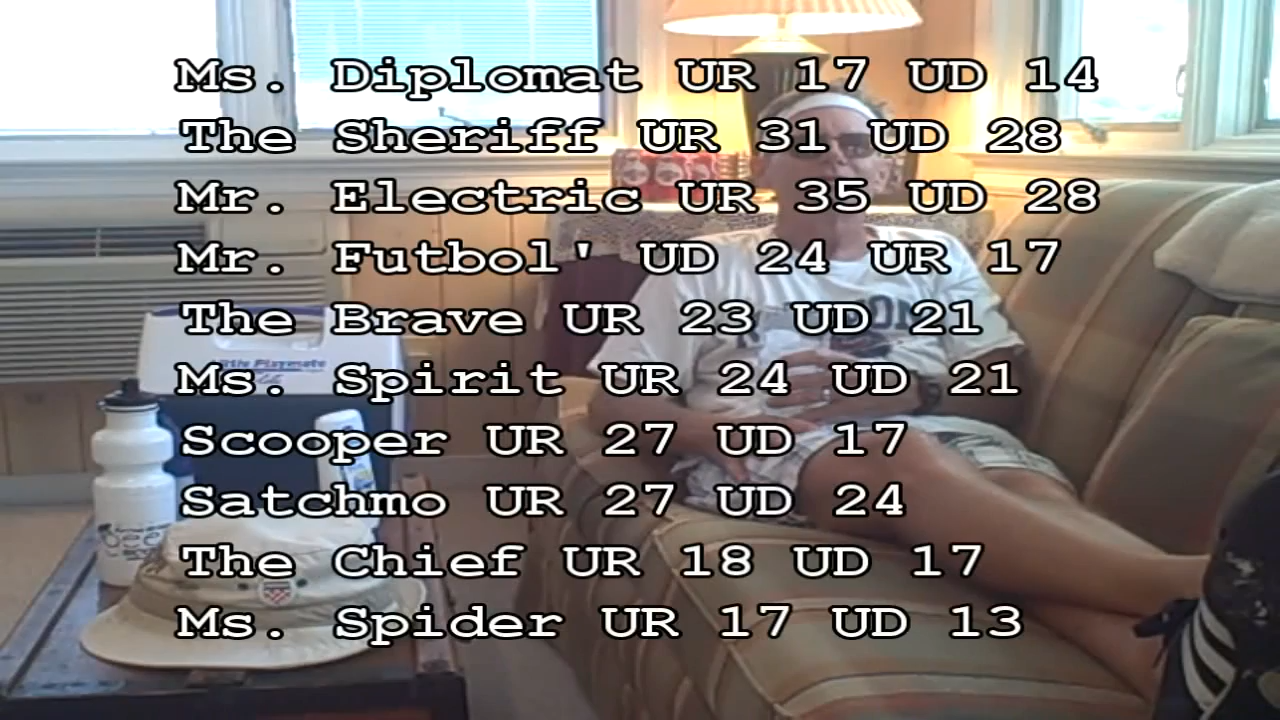 Ms. Diplomat UR 17 UD 14
The Sheriff UR 31 UD 28
Mr. Electric UR 35 UD 28
Mr. Futbol' UD 24 UR 17
The Brave UR 23 UD 21
Playmate
Ms. Spirit UR 24 UD 21
Scooper UR 27 UD 17
Satchmo UR 27 UD 24
The Chief UR 18 UD 17
Ms. Spider UR 17 UD 13